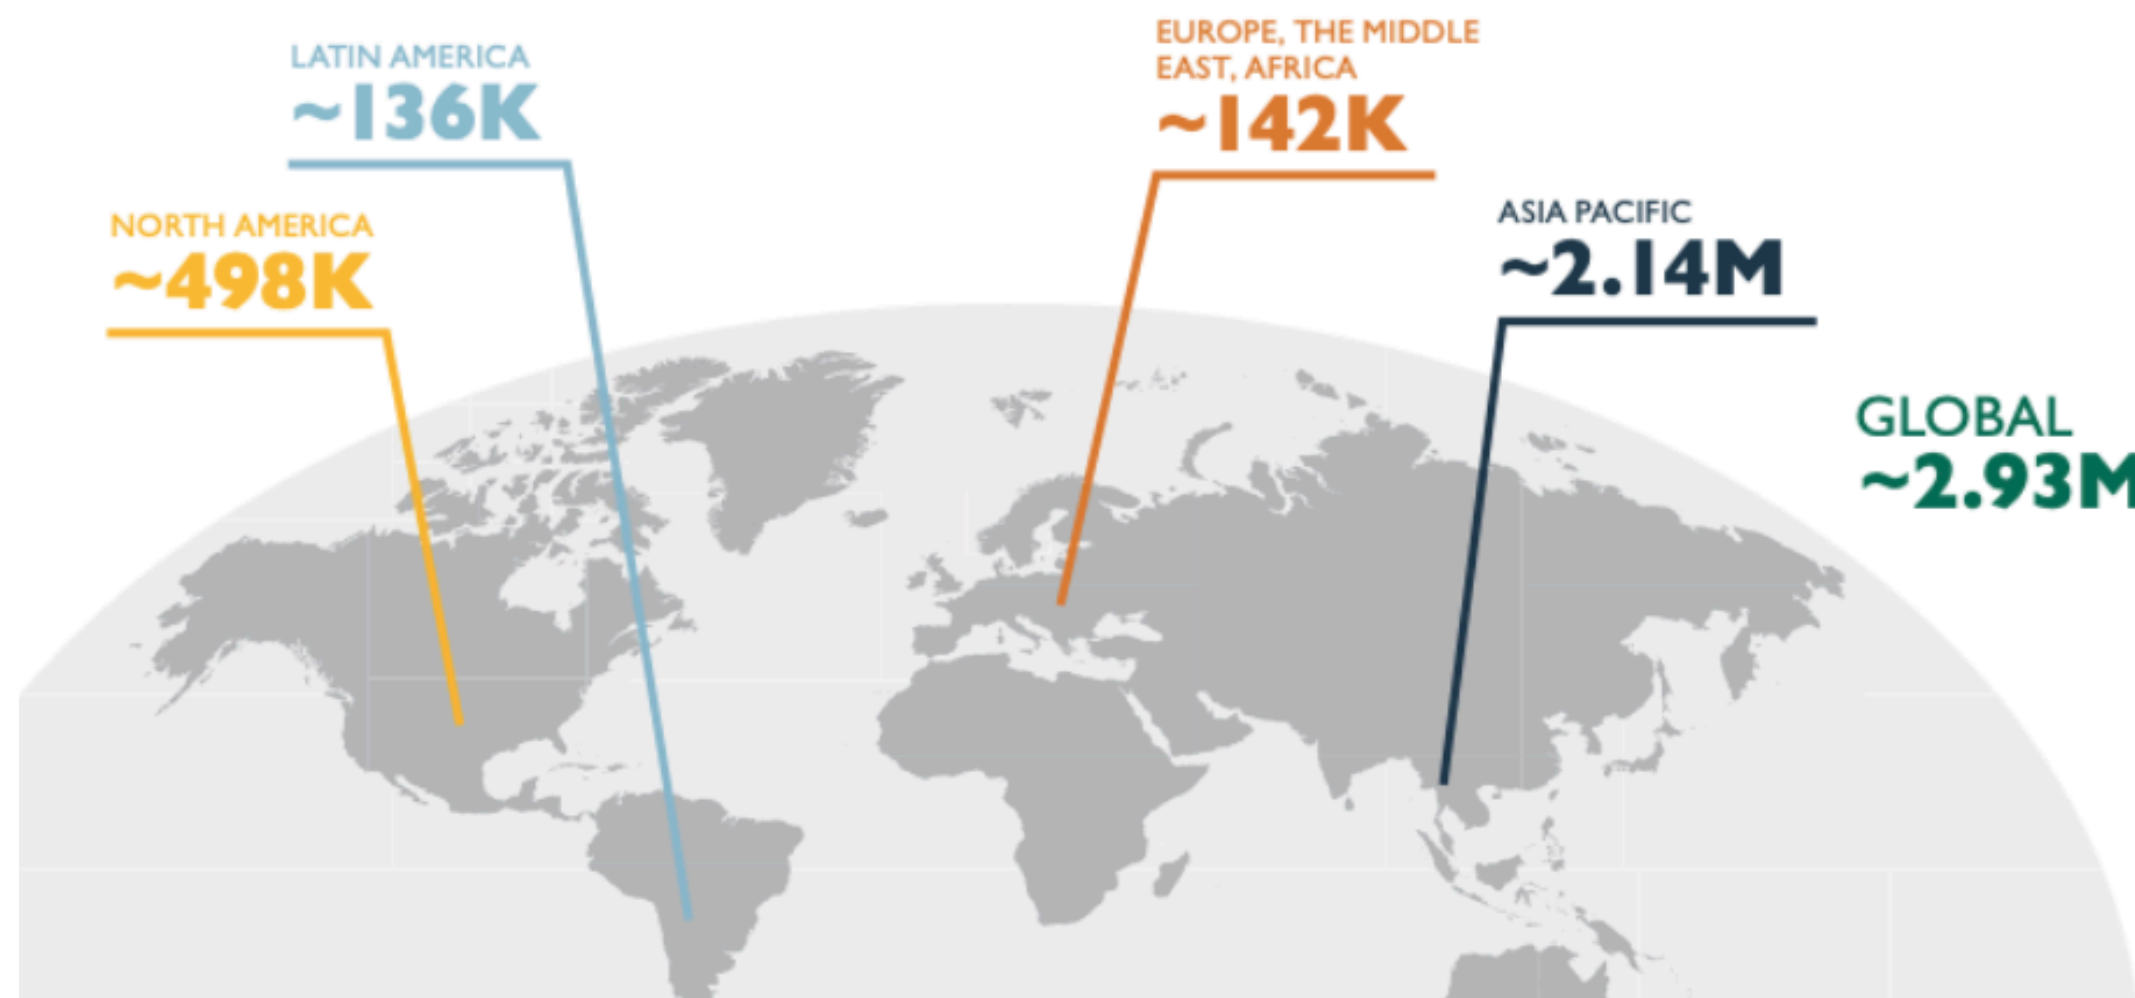 LATIN AMERICA
~136K
EUROPE, THE MIDDLE
EAST, AFRICA
~142K
NORTH AMERICA
~498K
ASIA PACIFIC
~2.14M
GLOBAL
~2.93M